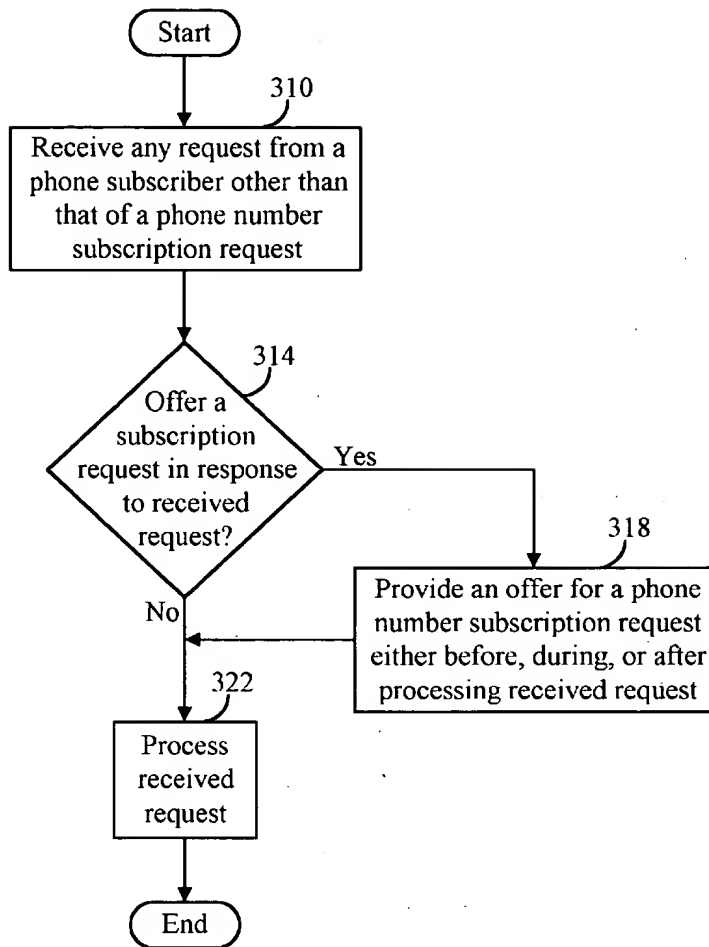 Start
310
Receive any request from a
phone subscriber other than
that of a phone number
subscription request
314
Offer a
subscription
request in response
to received
request?
Yes
318
Provide an offer for a phone
number subscription request
either before, during, or after
processing received request
No
322
Process
received
request
End